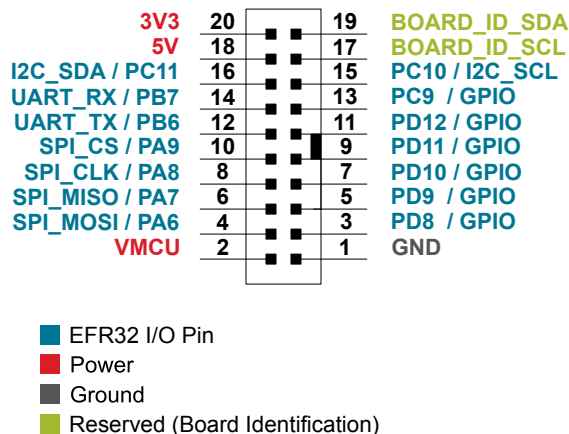 3V3 20 19 BOARD_ID_SDA
5V 18 17 BOARD_ID_SCL
I2C_SDA / PC11 16 15 PC10 / I2C_SCL
UART_RX / PB7 14 13 PC9 / GPIO
UART_TX / PB6 12 11 PD12 / GPIO
SPI_CS / PA9 10 9 PD11 / GPIO
SPI_CLK / PA8 8 7 PD10 / GPIO
SPI_MISO / PA7 6 5 PD9 / GPIO
SPI_MOSI / PA6 4 3 PD8 / GPIO
VMCU 2 1 GND
EFR32 I/O Pin
Power
Ground
Reserved (Board Identification)